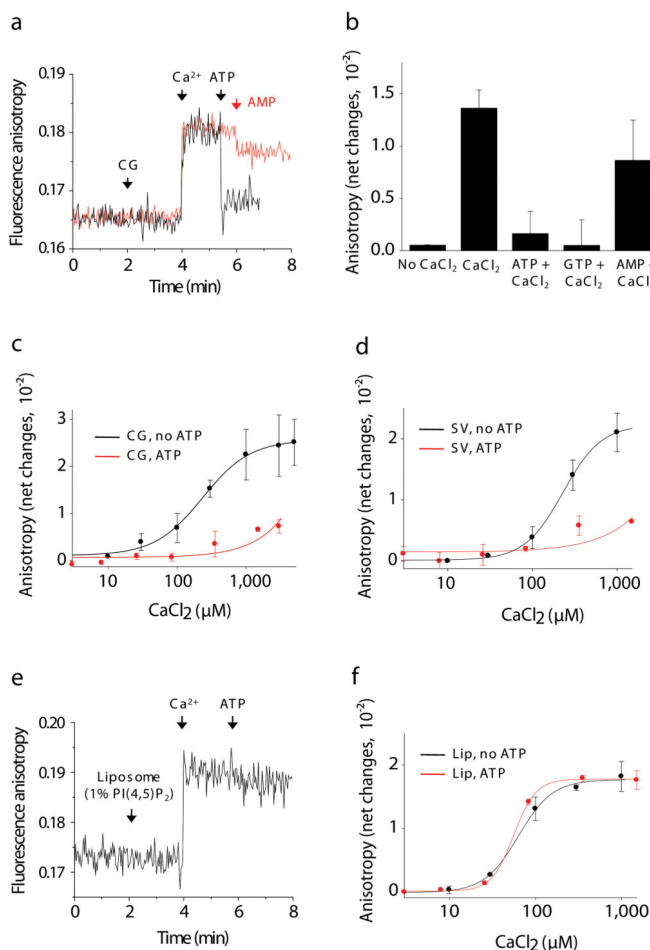 a
Fluorescence anisotropy
0.19
0.18
0.17
0.16
Ca²⁺ ATP
AMP
CG
0 2 4 6 8
Time (min)
b
Anisotropy (net changes, 10⁻²)
1.5
1.0
0.5
0.0
No CaCl₂ CaCl₂ ATP + GTP + AMP +
CaCl₂ CaCl₂ CaCl₂
c
Anisotropy (net changes, 10⁻²)
3
2
1
0
CG, no ATP
CG, ATP
10 100 1,000
CaCl₂ (µM)
d
Anisotropy (net changes, 10⁻²)
2
1
0
SV, no ATP
SV, ATP
10 100 1,000
CaCl₂ (µM)
e
Fluorescence anisotropy
0.20
0.19
0.18
0.17
Ca²⁺ ATP
Liposome
(1% PI(4,5)P₂)
0 2 4 6 8
Time (min)
f
Anisotropy (net changes, 10⁻²)
2
1
0
Lip, no ATP
Lip, ATP
10 100 1,000
CaCl₂ (µM)